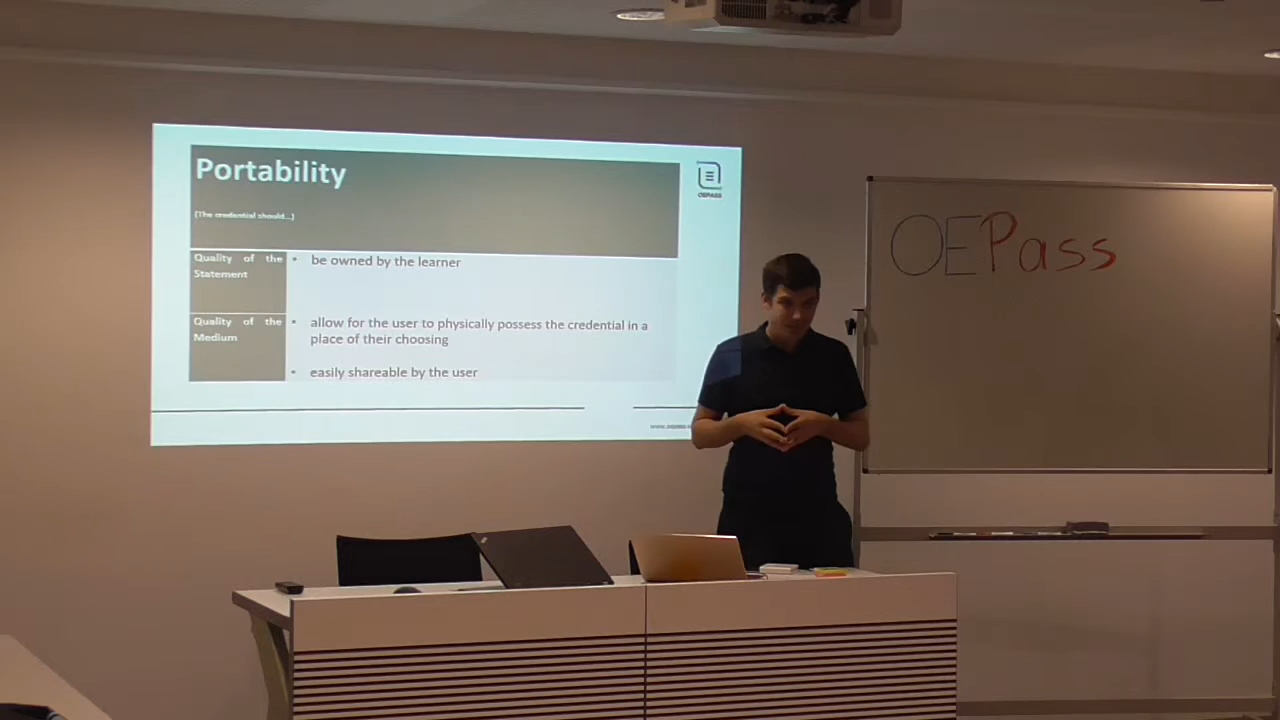 Portability
(The credential should...)
OEPASS
Quality of the
Statement
• be owned by the learner
Quality of the
Medium
• allow for the user to physically possess the credential in a
place of their choosing
• easily shareable by the user
OEPass